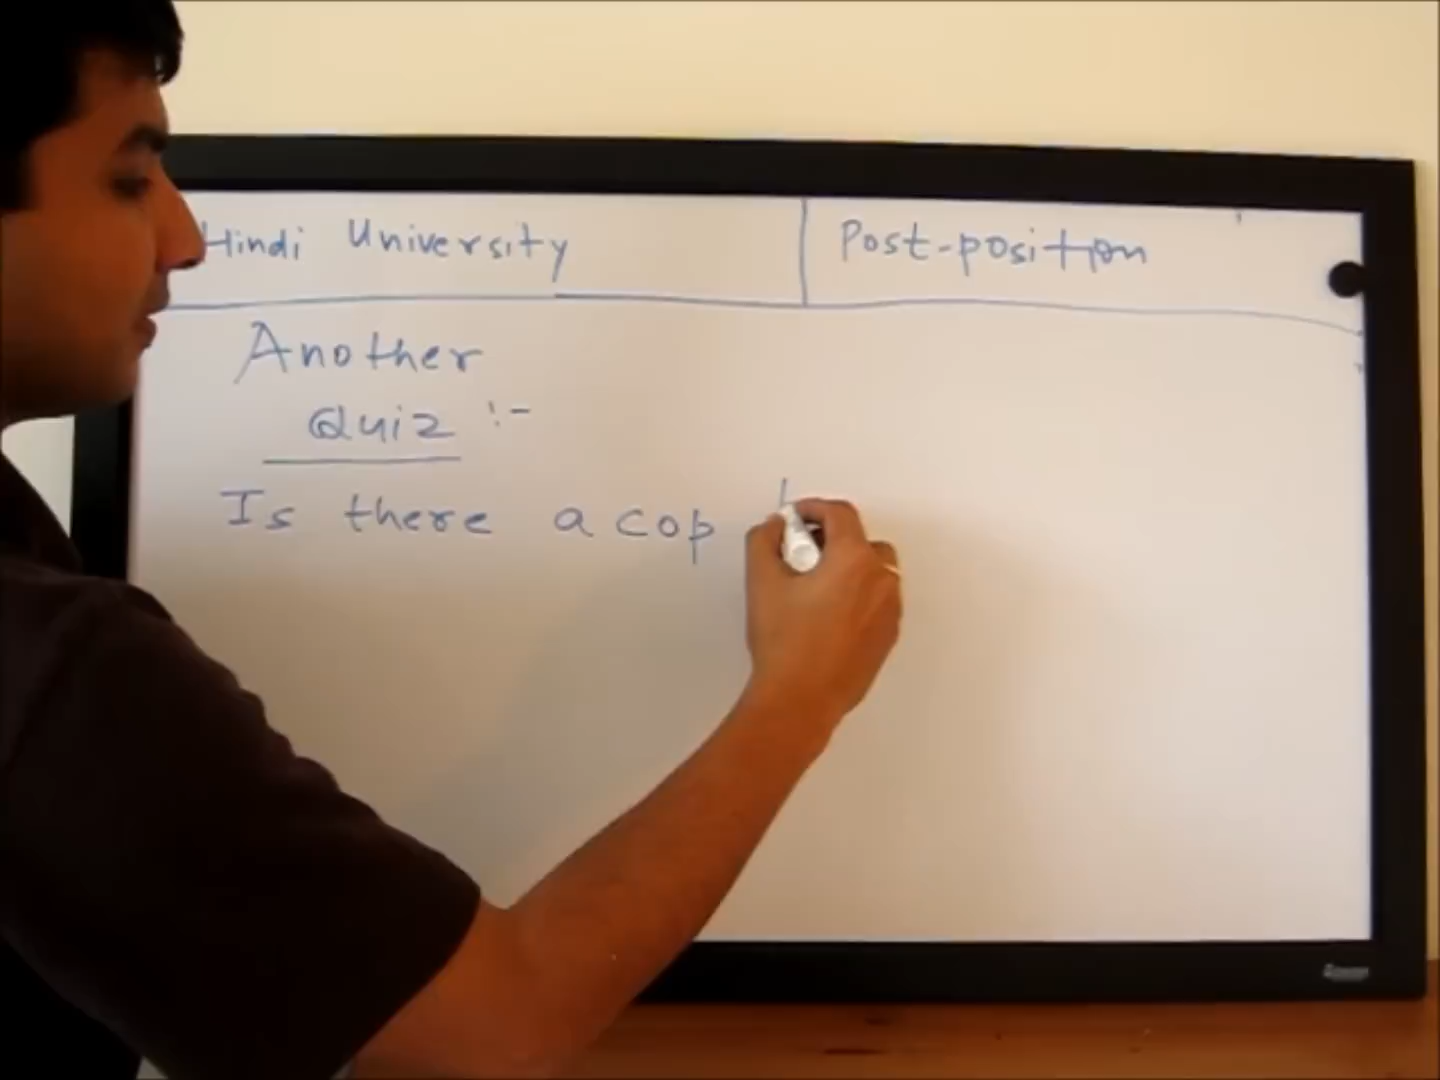 Hindi University
Post-position
Another
Quiz :-
Is there a cop